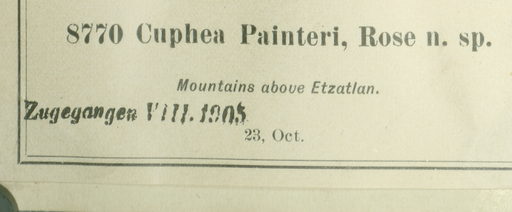 8770 Cuphea Painteri, Rose n. sp.
Mountains above Etzatlan.
Zugegangen VIII. 1905
23, Oct.